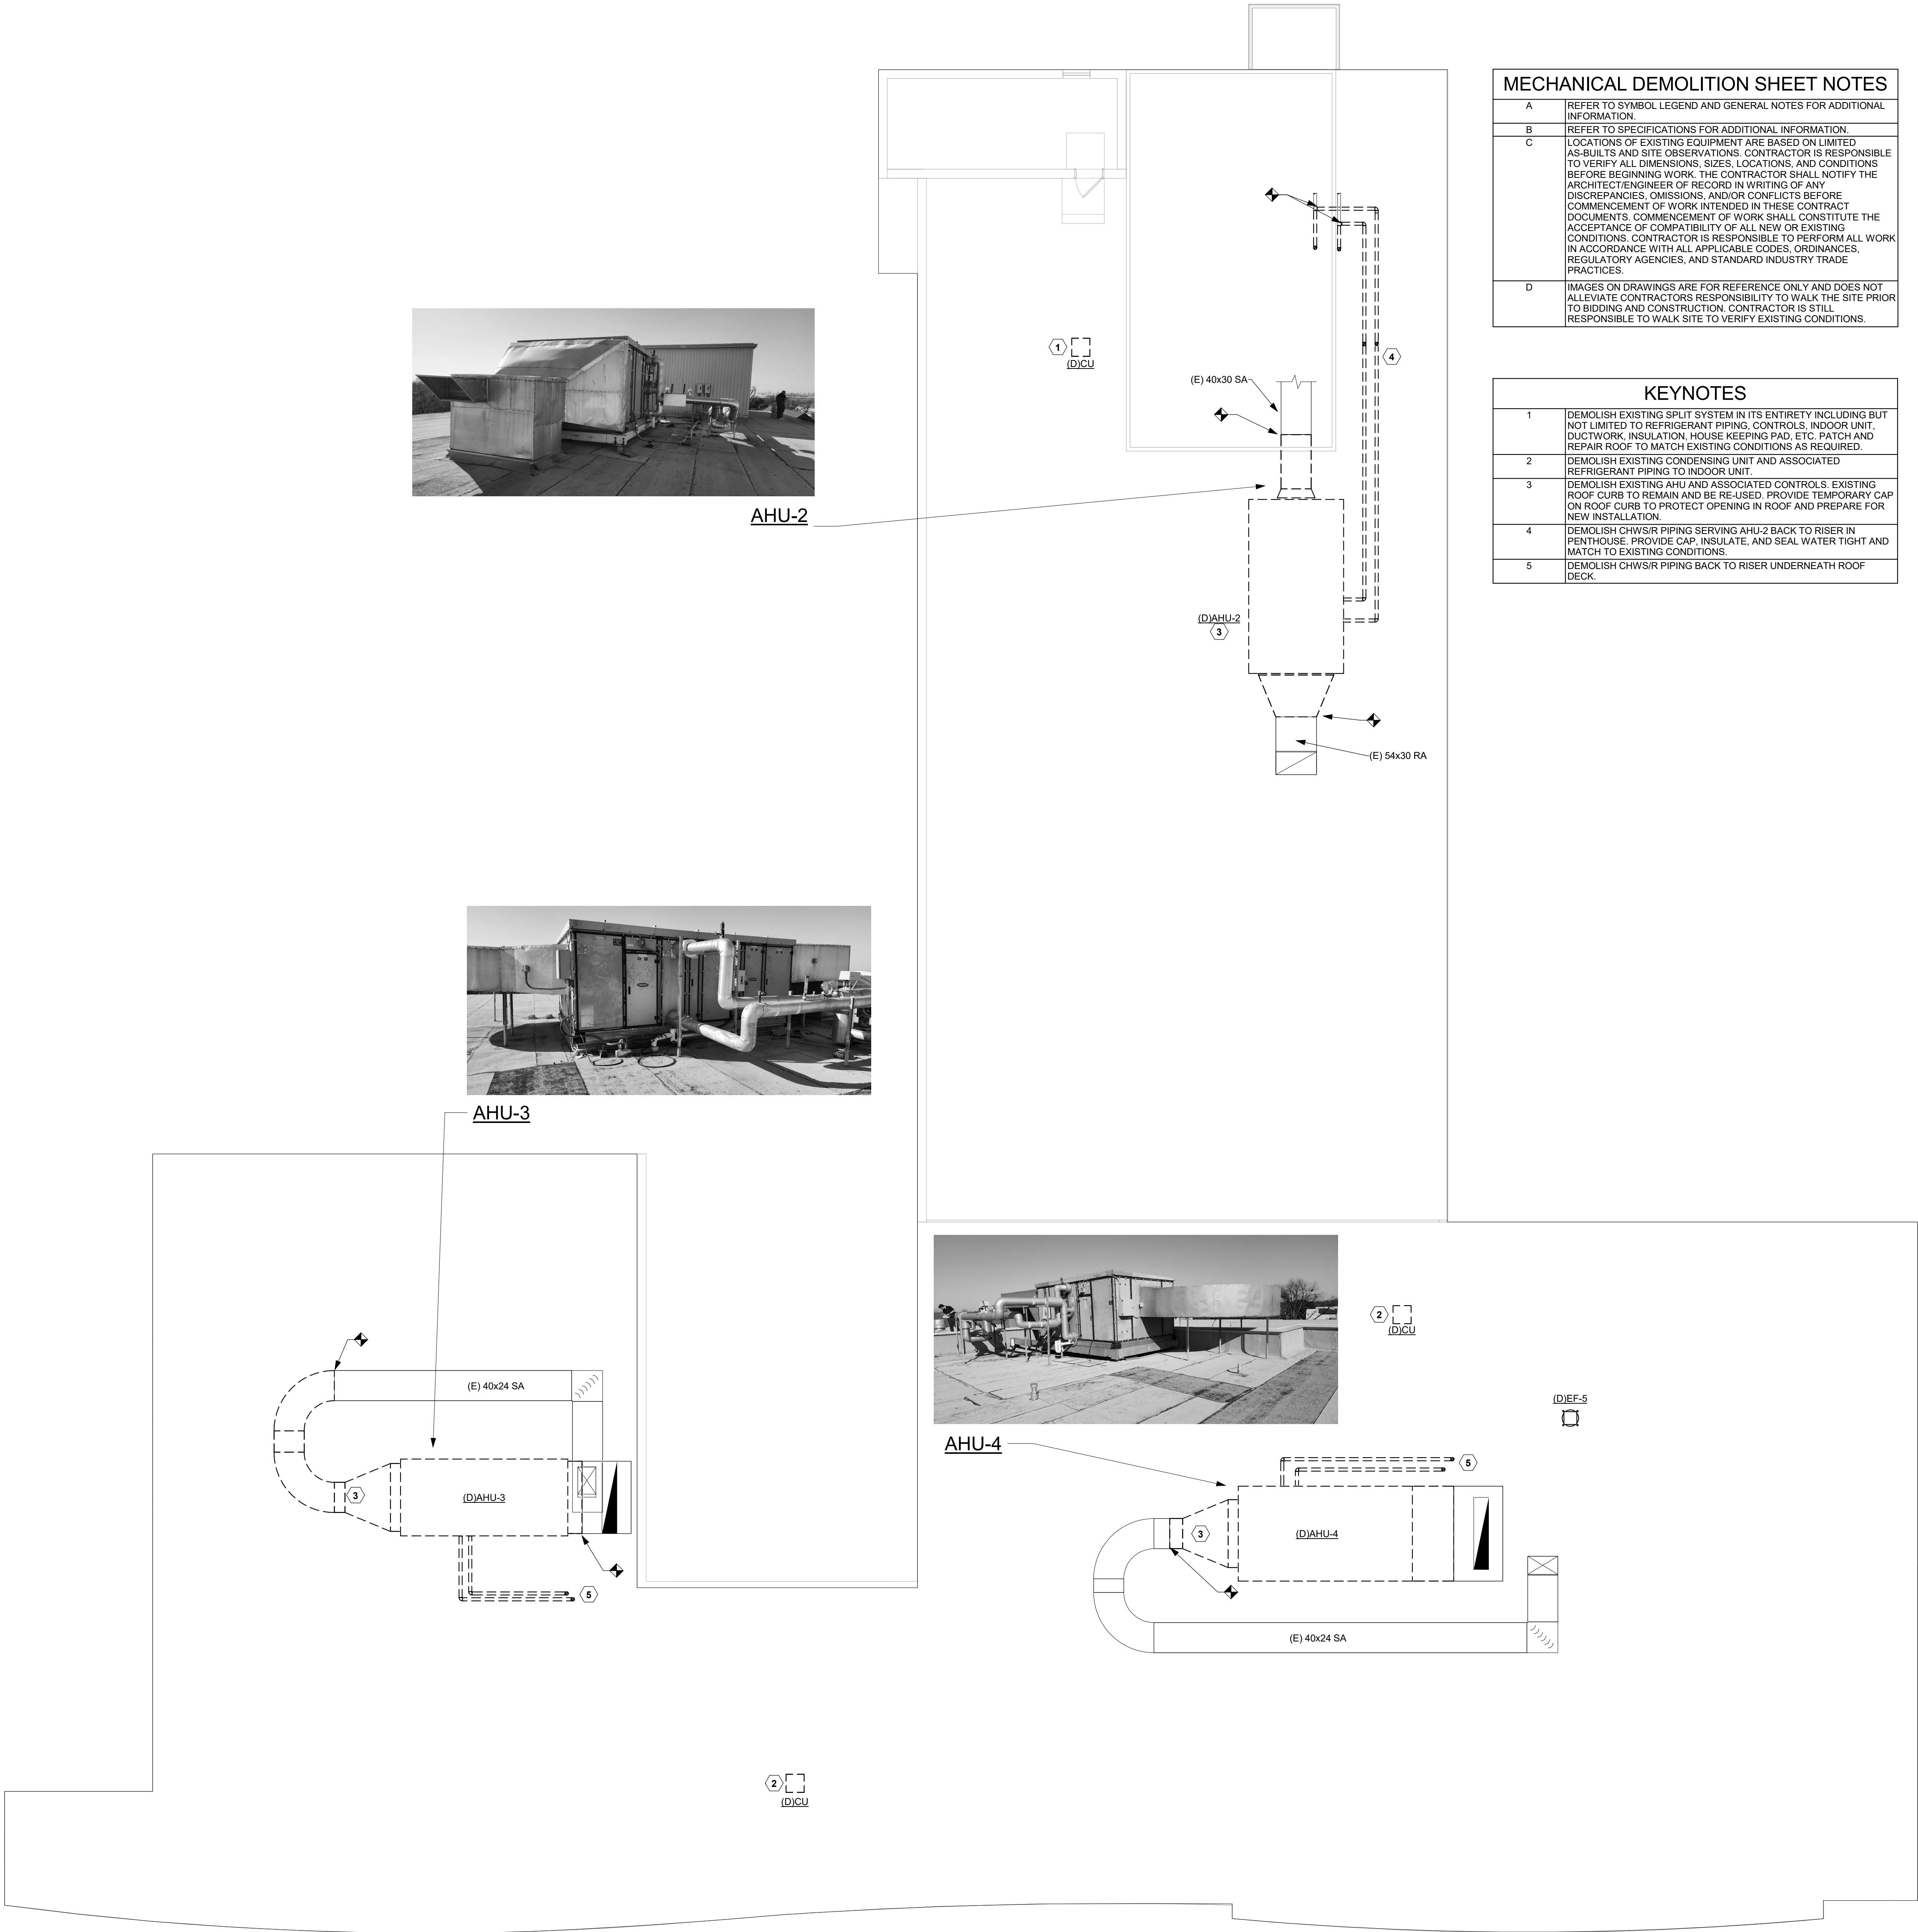 MECHANICAL DEMOLITION SHEET NOTES
A
REFER TO SYMBOL LEGEND AND GENERAL NOTES FOR ADDITIONAL
INFORMATION.
B
REFER TO SPECIFICATIONS FOR ADDITIONAL INFORMATION.
C
LOCATIONS OF EXISTING EQUIPMENT ARE BASED ON LIMITED
AS-BUILTS AND SITE OBSERVATIONS. CONTRACTOR IS RESPONSIBLE
TO VERIFY ALL DIMENSIONS, SIZES, LOCATIONS, AND CONDITIONS
BEFORE BEGINNING WORK. THE CONTRACTOR SHALL NOTIFY THE
ARCHITECT/ENGINEER OF RECORD IN WRITING OF ANY
DISCREPANCIES, OMISSIONS, AND/OR CONFLICTS BEFORE
COMMENCEMENT OF WORK INTENDED IN THESE CONTRACT
DOCUMENTS. COMMENCEMENT OF WORK SHALL CONSTITUTE THE
ACCEPTANCE OF COMPATIBILITY OF ALL NEW OR EXISTING
CONDITIONS. CONTRACTOR IS RESPONSIBLE TO PERFORM ALL WORK
IN ACCORDANCE WITH ALL APPLICABLE CODES, ORDINANCES,
REGULATORY AGENCIES, AND STANDARD INDUSTRY TRADE
PRACTICES.
D
IMAGES ON DRAWINGS ARE FOR REFERENCE ONLY AND DOES NOT
ALLEVIATE CONTRACTORS RESPONSIBILITY TO WALK THE SITE PRIOR
TO BIDDING AND CONSTRUCTION. CONTRACTOR IS STILL
RESPONSIBLE TO WALK SITE TO VERIFY EXISTING CONDITIONS.
KEYNOTES
1
DEMOLISH EXISTING SPLIT SYSTEM IN ITS ENTIRETY INCLUDING BUT
NOT LIMITED TO REFRIGERANT PIPING, CONTROLS, INDOOR UNIT,
DUCTWORK, INSULATION, HOUSE KEEPING PAD, ETC. PATCH AND
REPAIR ROOF TO MATCH EXISTING CONDITIONS AS REQUIRED.
2
DEMOLISH EXISTING CONDENSING UNIT AND ASSOCIATED
REFRIGERANT PIPING TO INDOOR UNIT.
3
DEMOLISH EXISTING AHU AND ASSOCIATED CONTROLS. EXISTING
ROOF CURB TO REMAIN AND BE RE-USED. PROVIDE TEMPORARY CAP
ON ROOF CURB TO PROTECT OPENING IN ROOF AND PREPARE FOR
NEW INSTALLATION.
4
DEMOLISH CHWS/R PIPING SERVING AHU-2 BACK TO RISER IN
PENTHOUSE. PROVIDE CAP, INSULATE, AND SEAL WATER TIGHT AND
MATCH TO EXISTING CONDITIONS.
5
DEMOLISH CHWS/R PIPING BACK TO RISER UNDERNEATH ROOF
DECK.
1
(D)CU
4
(E) 40x30 SA
AHU-2
(D)AHU-2
3
(E) 54x30 RA
AHU-3
2
(D)CU
(E) 40x24 SA
(D)EF-5
AHU-4
5
3
(D)AHU-3
3
(D)AHU-4
5
(E) 40x24 SA
2
(D)CU